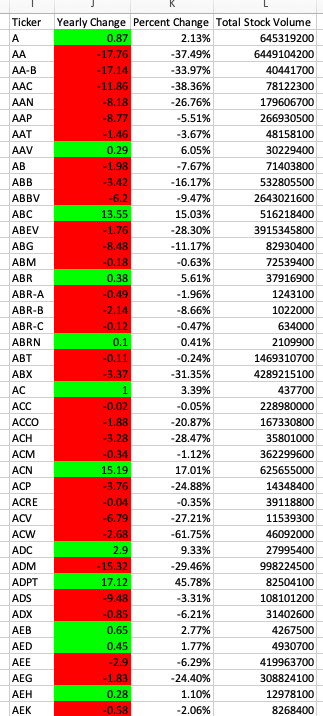 I J K L
Ticker Yearly Change Percent Change Total Stock Volume
A 0.87 2.13% 645319200
AA -17.76 -37.49% 6449104200
AA-B -17.14 -33.97% 40441700
AAC -11.86 -38.36% 78122300
AAN -8.18 -26.76% 179606700
AAP -8.77 -5.51% 266930500
AAT -1.46 -3.67% 48158100
AAV 0.29 6.05% 30229400
AB -1.98 -7.67% 71403800
ABB -3.42 -16.17% 532805500
ABBV -6.2 -9.47% 2643021600
ABC 13.55 15.03% 516218400
ABEV -1.76 -28.30% 3915345800
ABG -8.48 -11.17% 82930400
ABM -0.18 -0.63% 72539400
ABR 0.38 5.61% 37916900
ABR-A -0.49 -1.96% 1243100
ABR-B -2.14 -8.66% 1022000
ABR-C -0.12 -0.47% 634000
ABRN 0.1 0.41% 2109900
ABT -0.11 -0.24% 1469310700
ABX -3.37 -31.35% 4289215100
AC 1 3.39% 437700
ACC -0.02 -0.05% 228980000
ACCO -1.88 -20.87% 167330800
ACH -3.28 -28.47% 35801000
ACM -0.34 -1.12% 362299600
ACN 15.19 17.01% 625655000
ACP -3.76 -24.88% 14348400
ACRE -0.04 -0.35% 39118800
ACV -6.79 -27.21% 11539300
ACW -2.68 -61.75% 46092000
ADC 2.9 9.33% 27995400
ADM -15.32 -29.46% 998224500
ADPT 17.12 45.78% 82504100
ADS -9.48 -3.31% 108101200
ADX -0.85 -6.21% 31402600
AEB 0.65 2.77% 4267500
AED 0.45 1.77% 4930700
AEE -2.9 -6.29% 419963700
AEG -1.83 -24.40% 308824100
AEH 0.28 1.10% 12978100
AEK -0.58 -2.06% 8268400